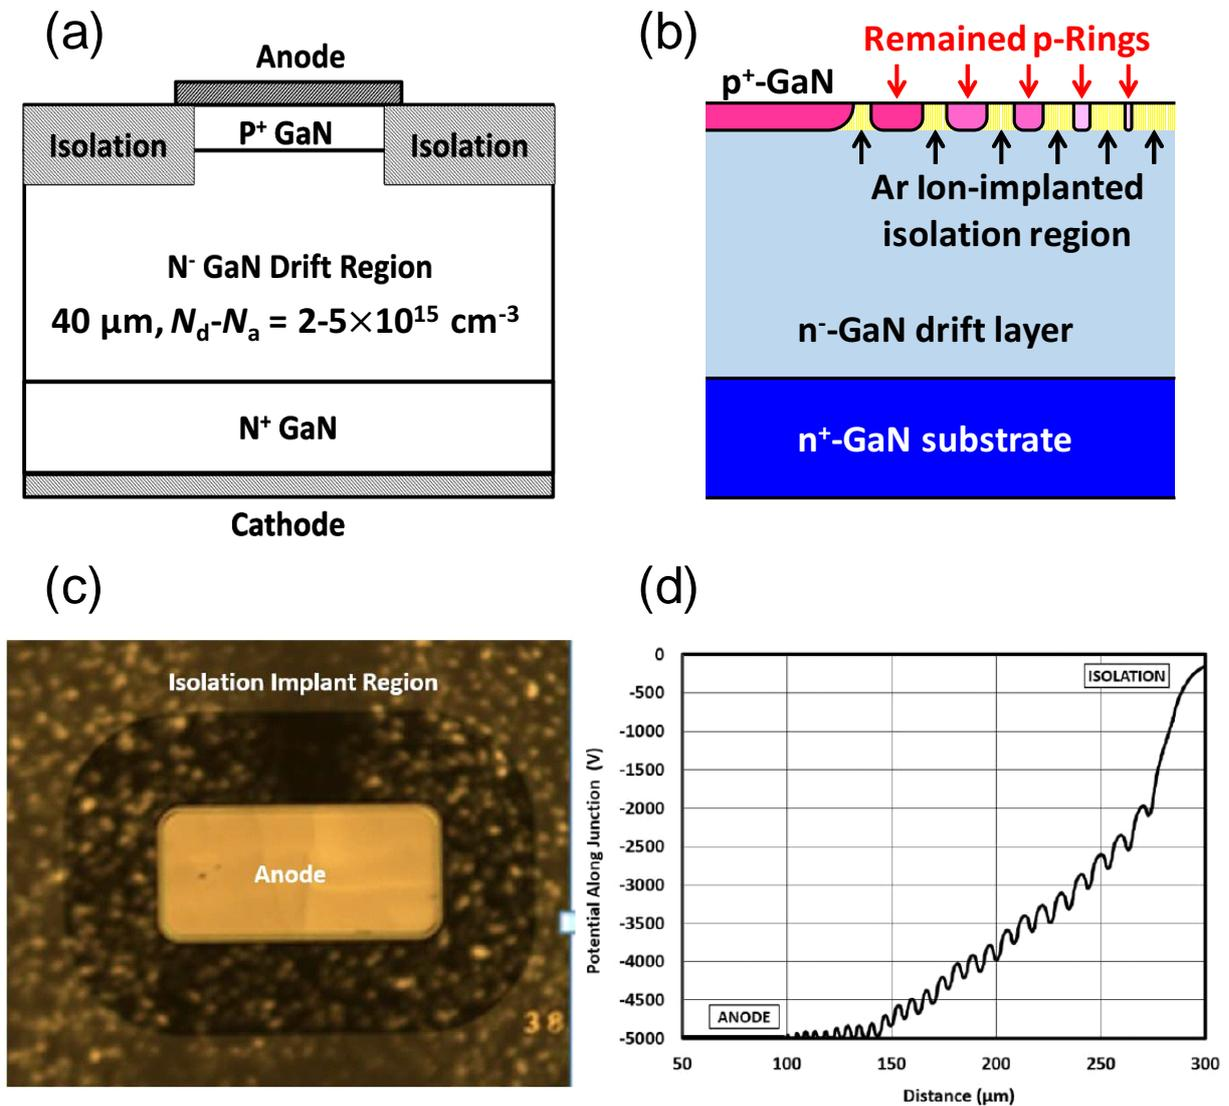 (a)
Anode
P+ GaN
Isolation
Isolation
N- GaN Drift Region
40 μm, Nd-Na = 2-5×10^15 cm^-3
N+ GaN
Cathode
(b)
Remained p-Rings
p+-GaN
Ar Ion-implanted
isolation region
n--GaN drift layer
n+-GaN substrate
(c)
Isolation Implant Region
Anode
38
(d)
Potential Along Junction (V)
0
-500
-1000
-1500
-2000
-2500
-3000
-3500
-4000
-4500
-5000
ISOLATION
ANODE
50 100 150 200 250 300
Distance (μm)